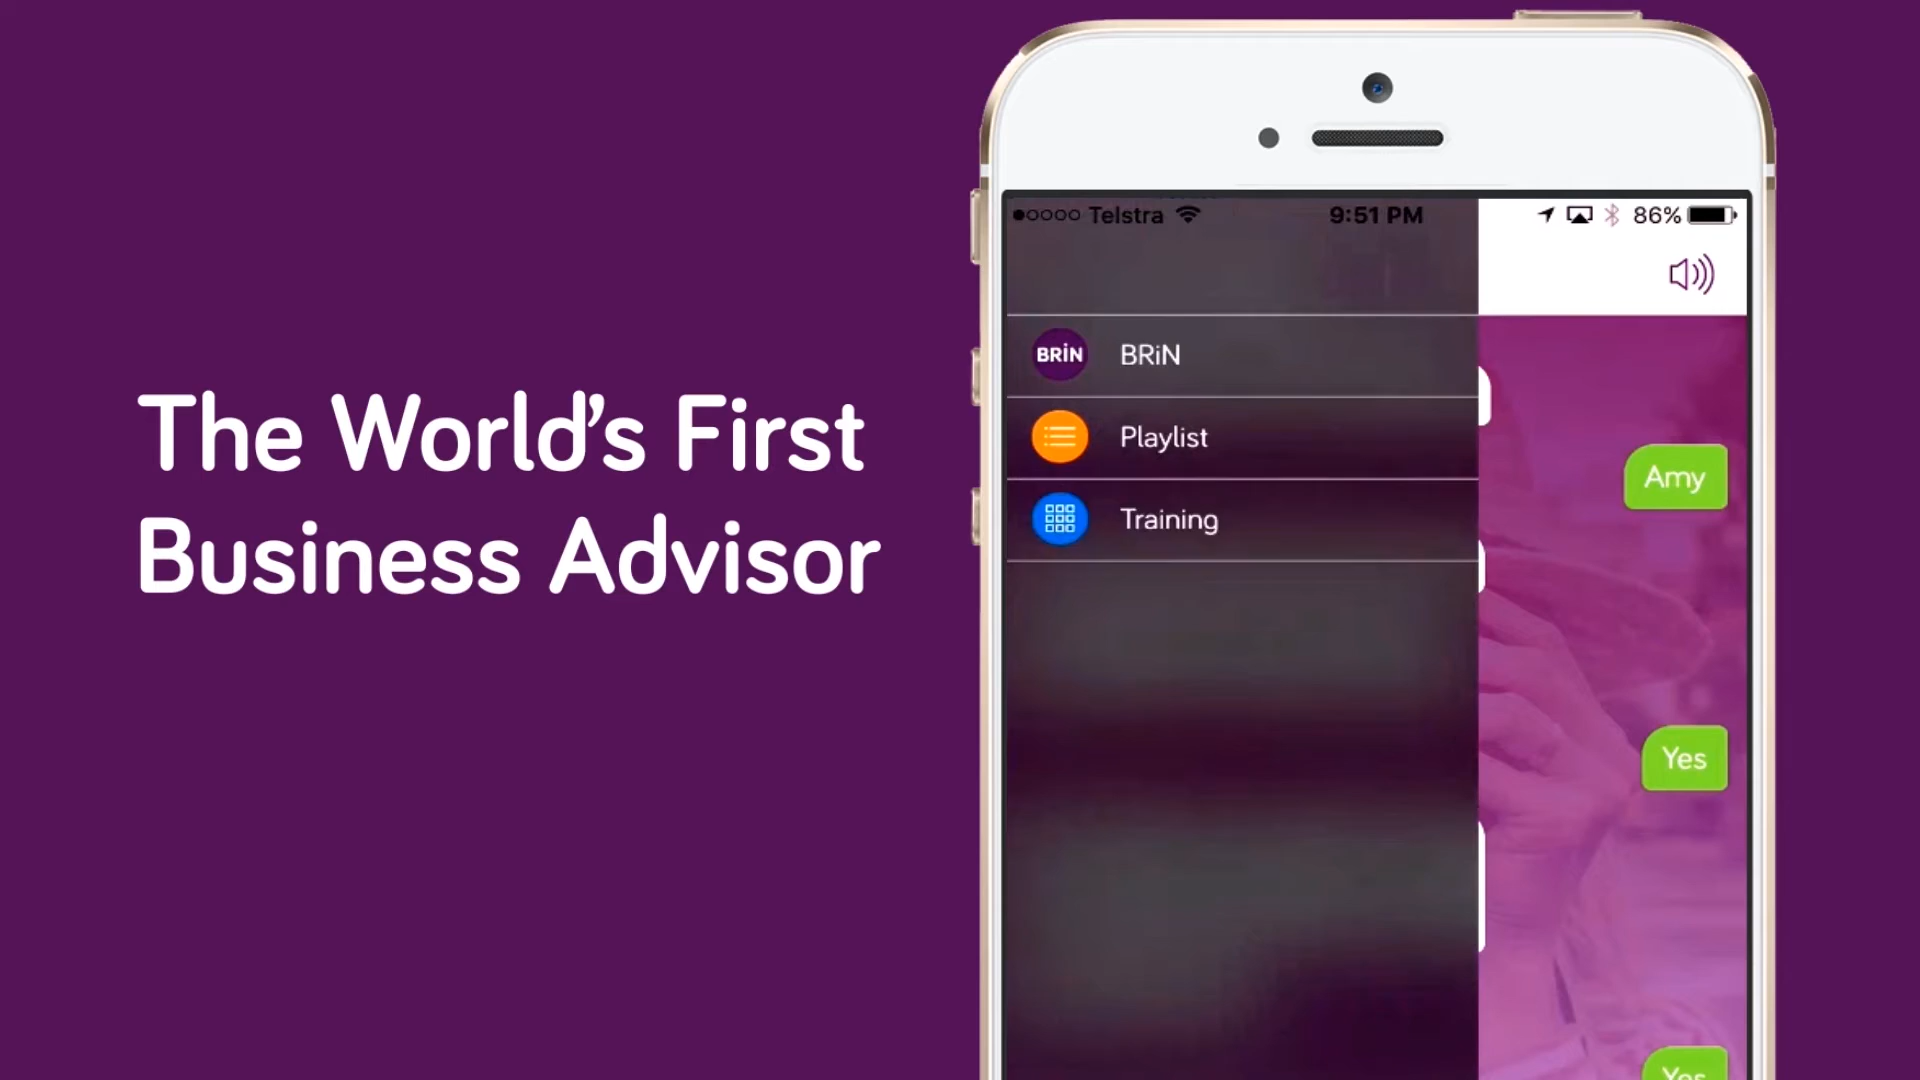 The World's First
Business Advisor
Telstra 9:51 PM 86%
BRiN BRiN
Playlist
Training
Amy
Yes
Yes